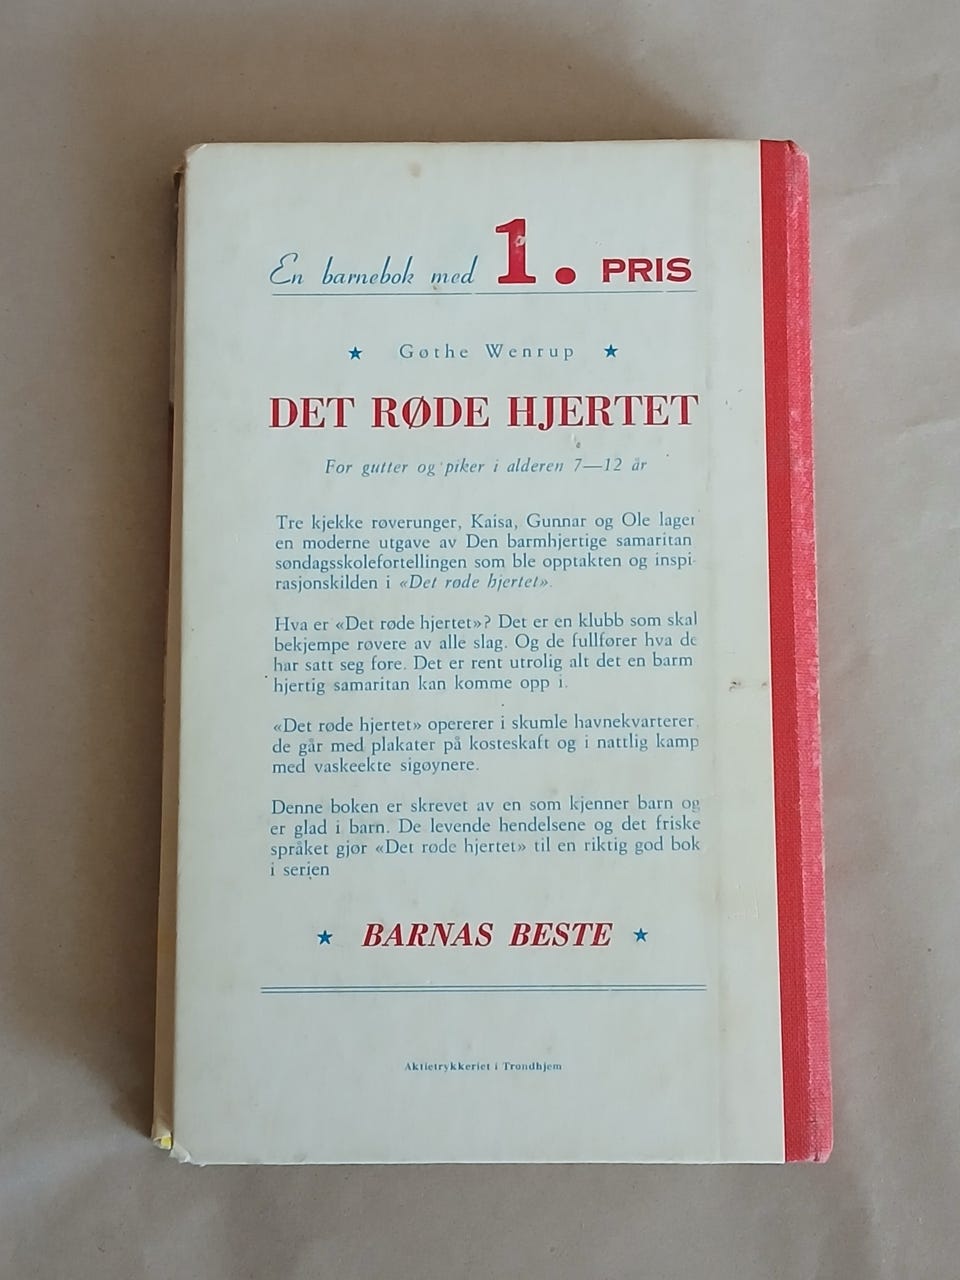 En barnebok med 1. PRIS
Gøthe Wenrup
DET RØDE HJERTET
For gutter og piker i alderen 7—12 år
Tre kjekke røverunger, Kaisa, Gunnar og Ole lager
en moderne utgave av Den barmhjertige samaritan
søndagsskolefortellingen som ble opptakten og inspi-
rasjonskilden i «Det røde hjertet».
Hva er «Det røde hjertet»? Det er en klubb som skal
bekjempe røvere av alle slag. Og de fullfører hva de
har satt seg fore. Det er rent utrolig alt det en barm
hjertig samaritan kan komme opp i.
«Det røde hjertet» opererer i skumle havnekvarterer,
de går med plakater på kosteskaft og i nattlig kamp
med vaskeekte sigøynere.
Denne boken er skrevet av en som kjenner barn og
er glad i barn. De levende hendelsene og det friske
språket gjør «Det røde hjertet» til en riktig god bok
i serien
BARNAS BESTE
Aktietrykkeriet i Trondhjem